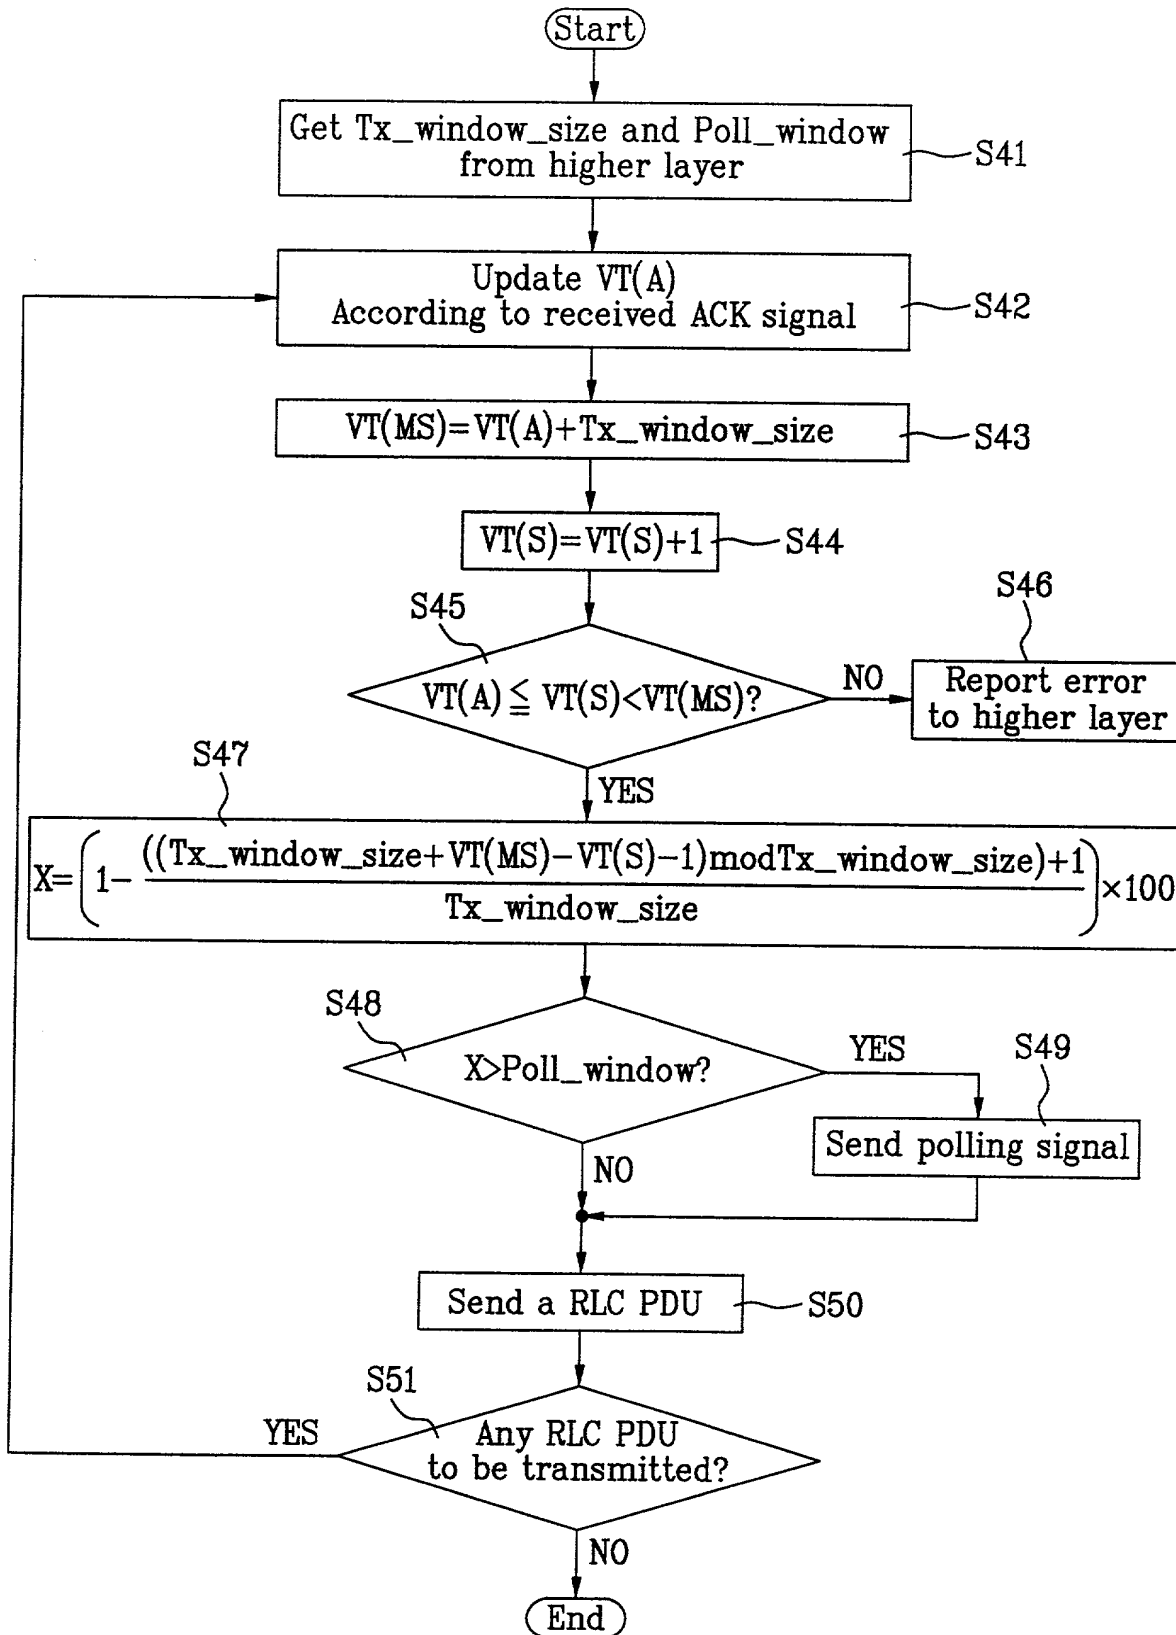 Start
Get Tx_window_size and Poll_window
from higher layer
S41
Update VT(A)
According to received ACK signal
S42
VT(MS)=VT(A)+Tx_window_size
S43
VT(S)=VT(S)+1
S44
S45
VT(A)≦VT(S)<VT(MS)?
NO
S46
Report error
to higher layer
YES
S47
X=(1-((Tx_window_size+VT(MS)-VT(S)-1)modTx_window_size)+1
Tx_window_size)×100
S48
X>Poll_window?
YES
S49
Send polling signal
NO
Send a RLC PDU
S50
S51
YES
Any RLC PDU
to be transmitted?
NO
End